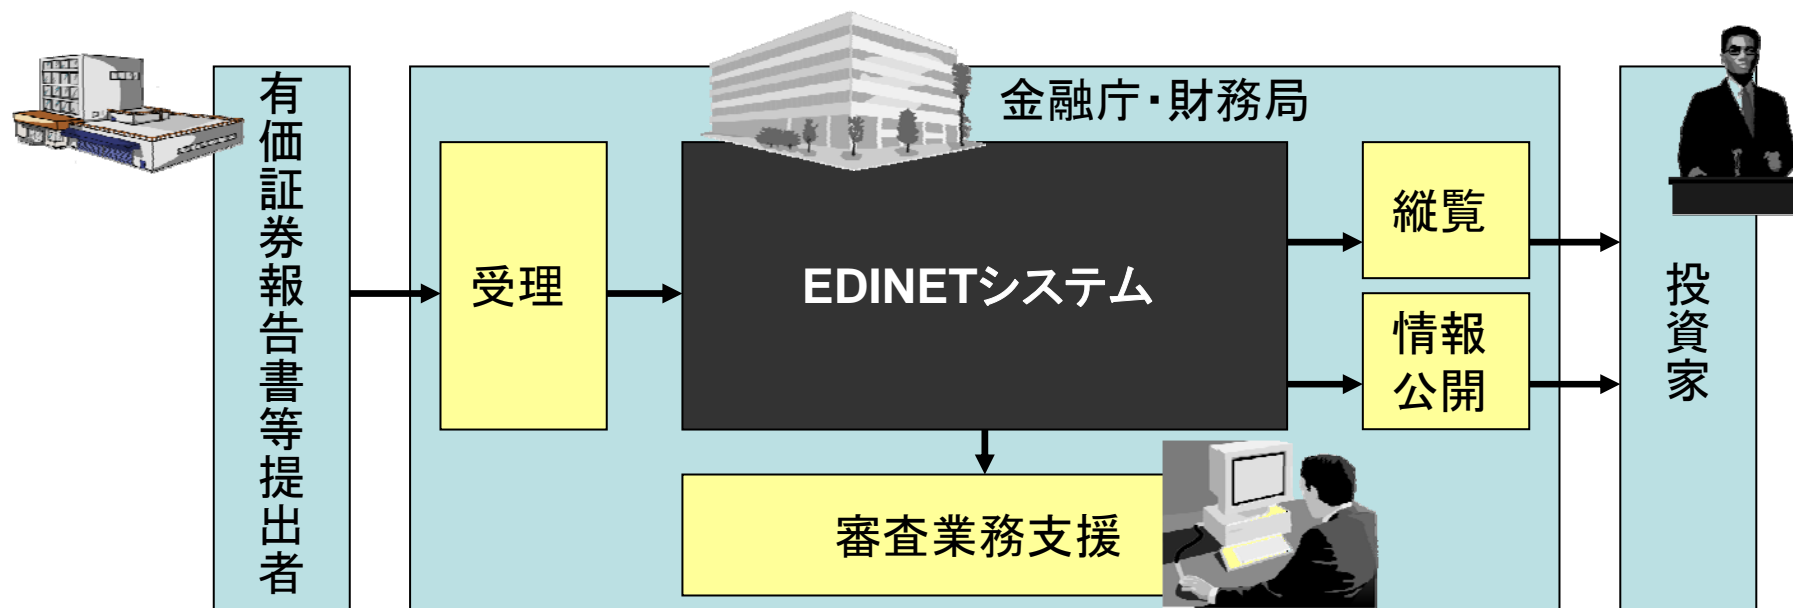 有価証券報告書等提出者
金融庁・財務局
受理
EDINETシステム
縦覧
情報
公開
審査業務支援
投資家